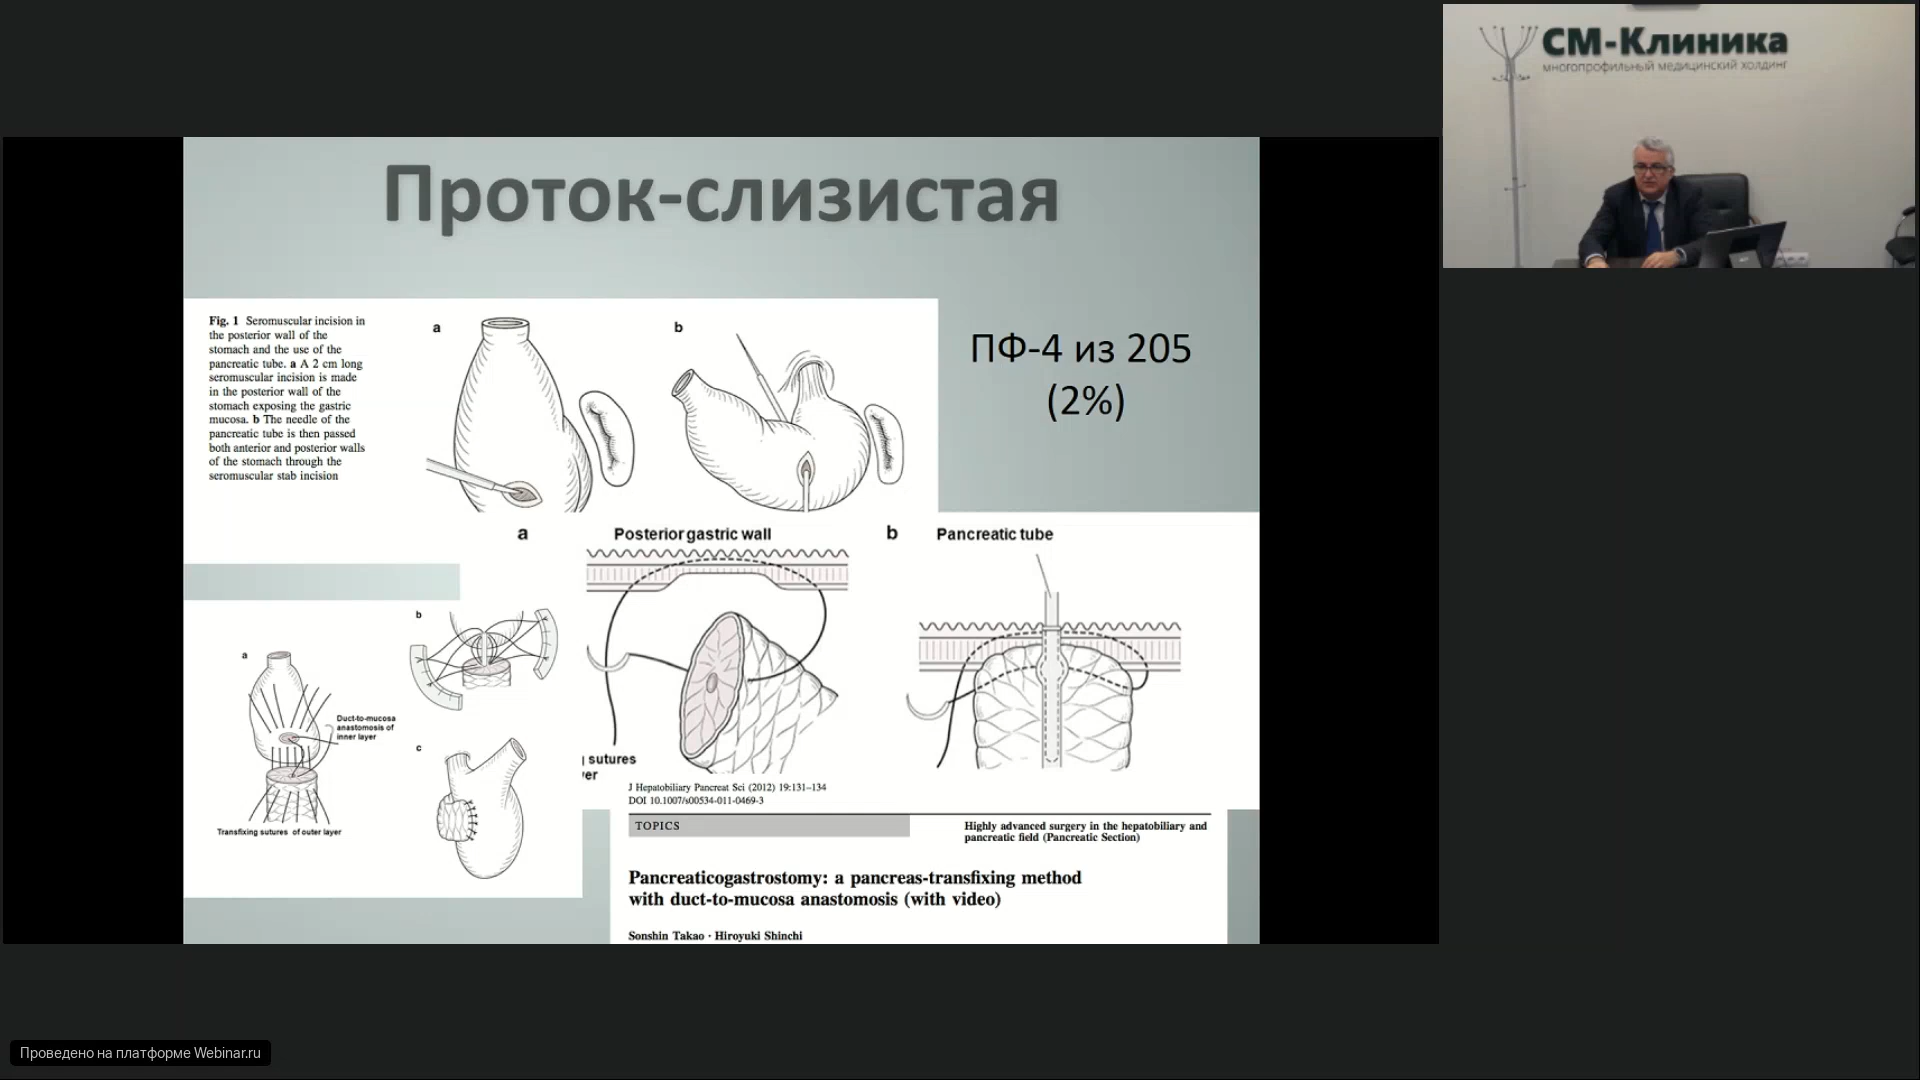 СМ-Клиника
многопрофильный медицинский холдинг
Проток-слизистая
Fig. 1 Seromuscular incision in
the posterior wall of the
stomach and the use of the
pancreatic tube. a A 2 cm long
seromuscular incision is made
in the posterior wall of the
stomach exposing the gastric
mucosa. b The needle of the
pancreatic tube is then passed
both anterior and posterior walls
of the stomach through the
seromuscular stab incision
a
b
ПФ-4 из 205
(2%)
a
Posterior gastric wall
b
Pancreatic tube
a
b
c
Duct-to-mucosa
anastomosis of
inner layer
Transfixing sutures of outer layer
sutures
er
J Hepatobiliary Pancreat Sci (2012) 19:131–134
DOI 10.1007/s00534-011-0469-3
TOPICS
Highly advanced surgery in the hepatobiliary and
pancreatic field (Pancreatic Section)
Pancreaticogastrostomy: a pancreas-transfixing method
with duct-to-mucosa anastomosis (with video)
Sonshin Takao · Hiroyuki Shinchi
Проведено на платформе Webinar.ru